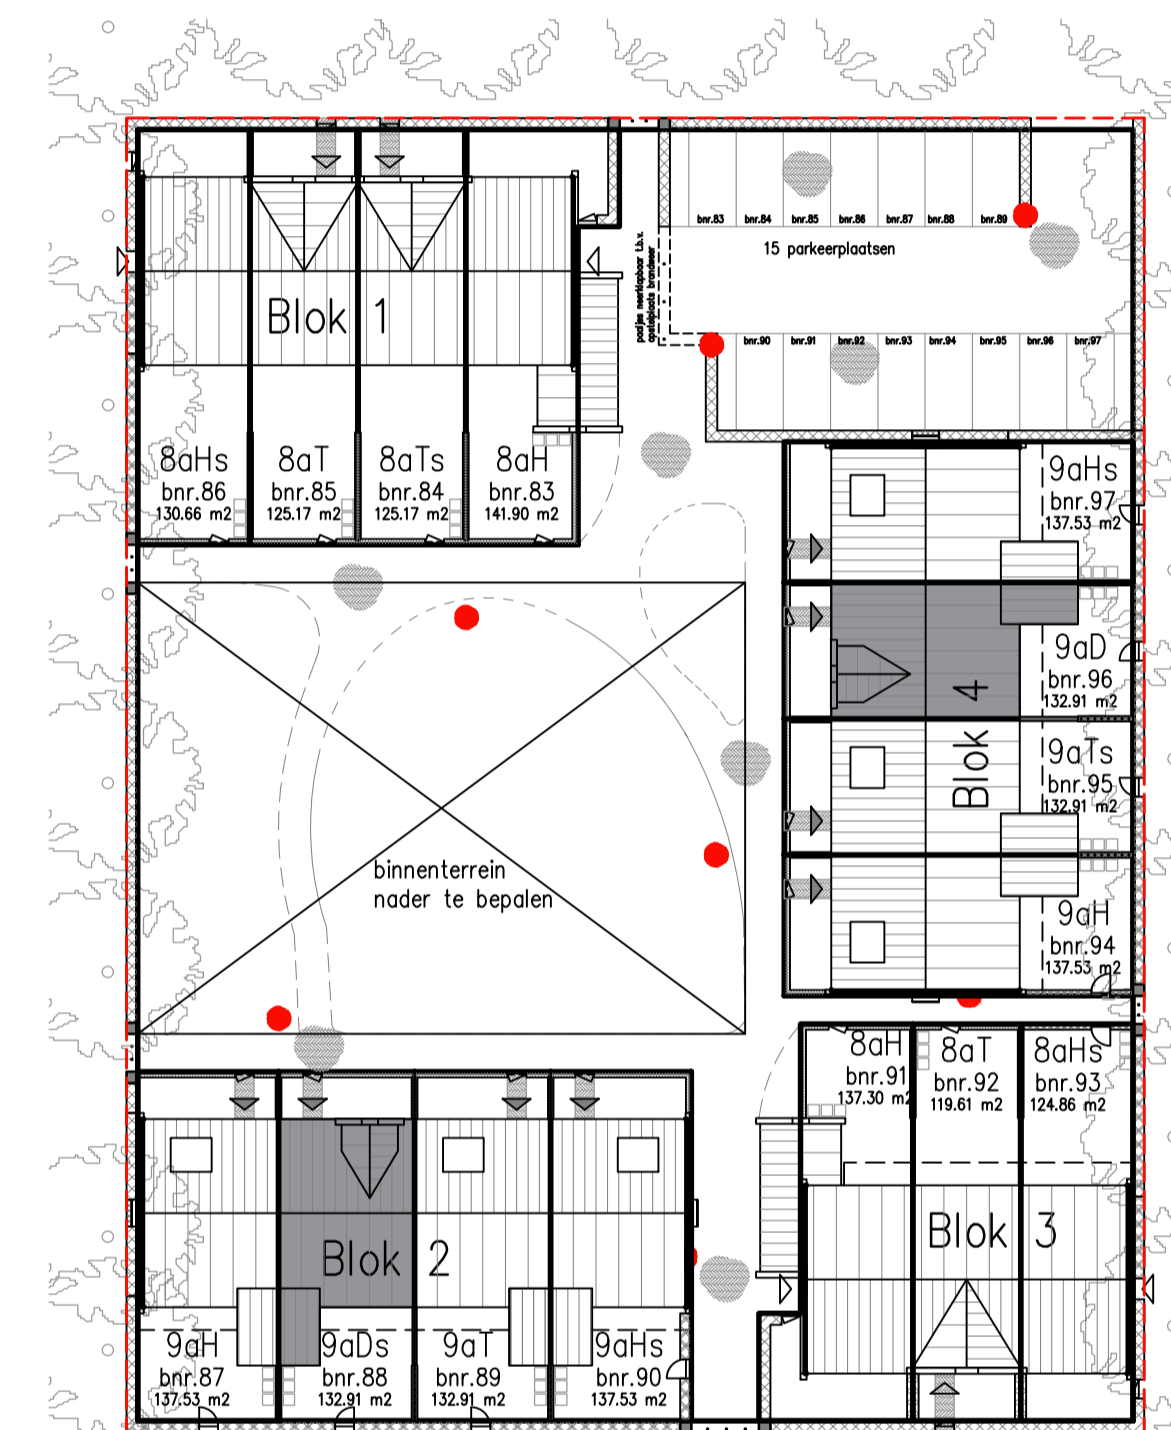 bnr.83 bnr.84 bnr.85 bnr.86 bnr.87 bnr.88 bnr.89
15 parkeerplaatsen
paaltjes neerklapbaar t.b.v.
opstelplaats brandweer
bnr.90 bnr.91 bnr.92 bnr.93 bnr.94 bnr.95 bnr.96 bnr.97
Blok 1
8aHs
bnr.86
130.66 m2
8aT
bnr.85
125.17 m2
8aTs
bnr.84
125.17 m2
8aH
bnr.83
141.90 m2
9aHs
bnr.97
137.53 m2
9aD
bnr.96
132.91 m2
Blok 4
9aTs
bnr.95
132.91 m2
9aH
bnr.94
137.53 m2
binnenterrein
nader te bepalen
8aH
bnr.91
137.30 m2
8aT
bnr.92
119.61 m2
8aHs
bnr.93
124.86 m2
Blok 3
Blok 2
9aH
bnr.87
137.53 m2
9aDs
bnr.88
132.91 m2
9aT
bnr.89
132.91 m2
9aHs
bnr.90
137.53 m2